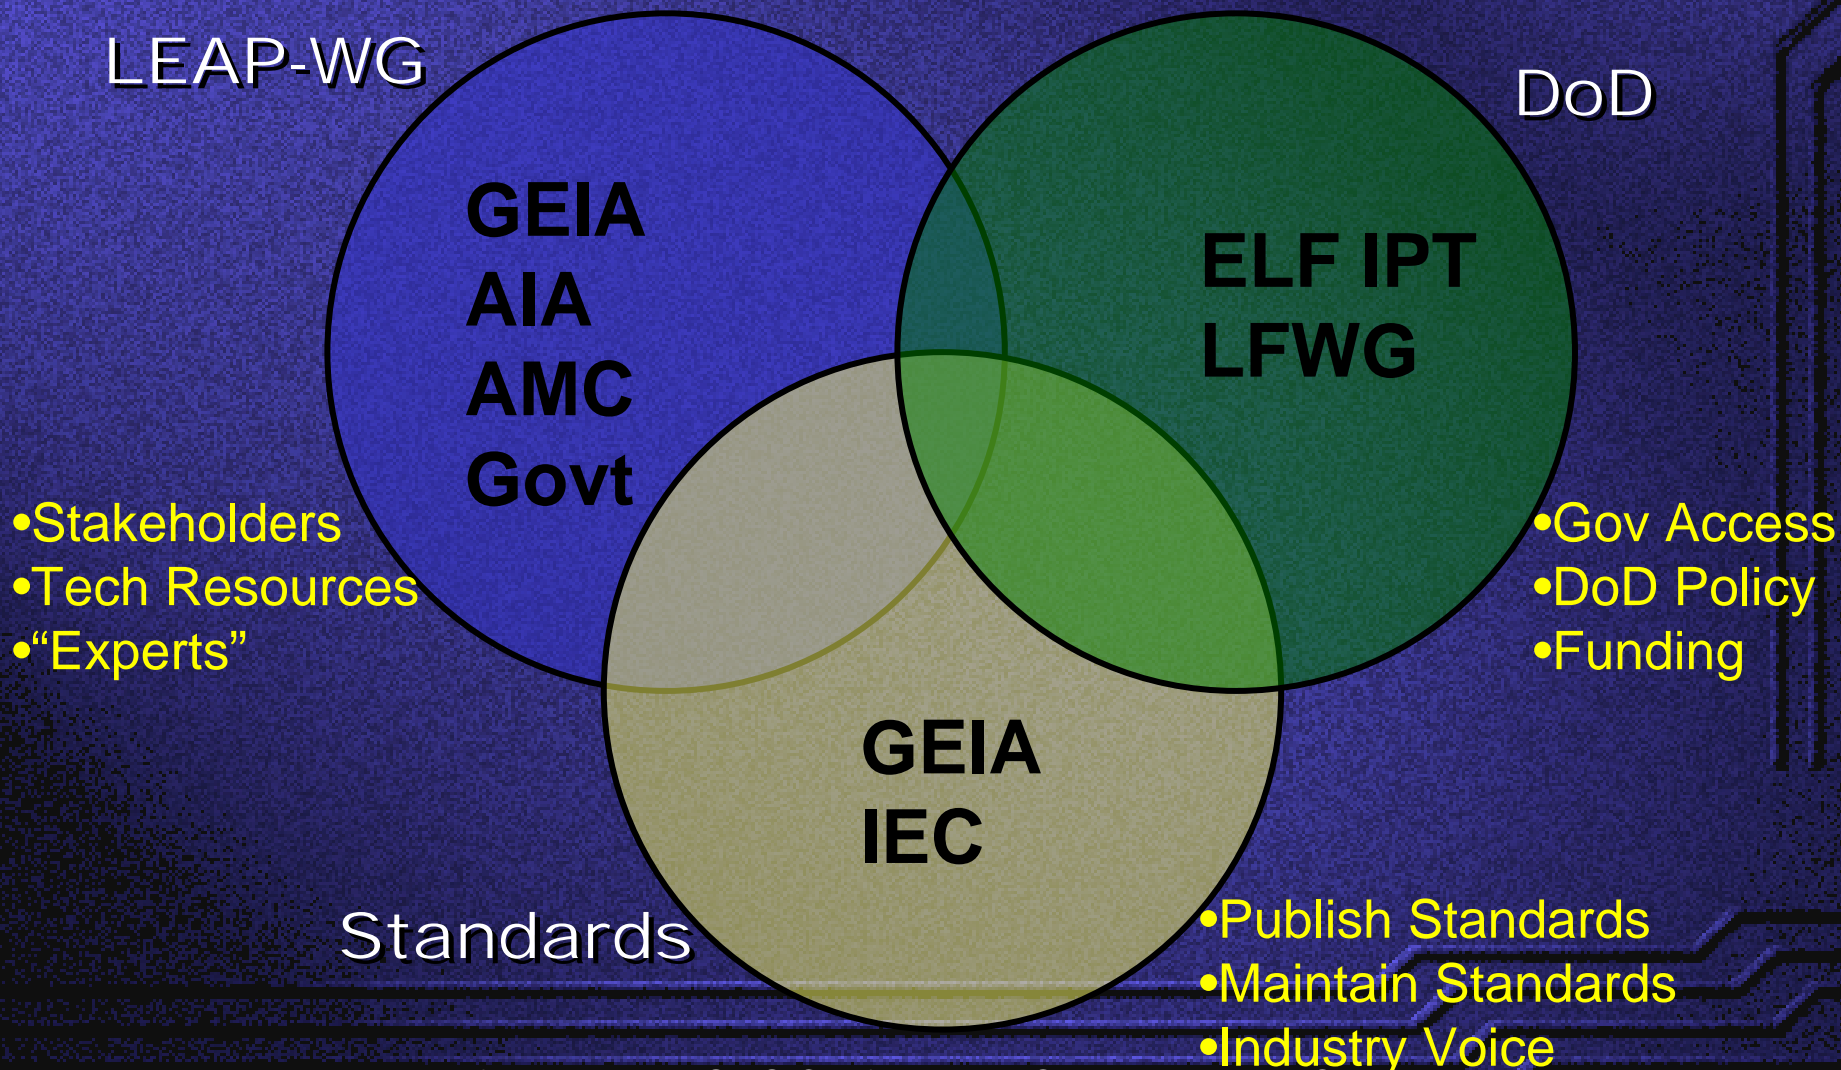 LEAP-WG
DoD
GEIA
AIA
AMC
Govt
ELF IPT
LFWG
•Stakeholders
•Tech Resources
•“Experts”
•Gov Access
•DoD Policy
•Funding
GEIA
IEC
Standards
•Publish Standards
•Maintain Standards
•Industry Voice